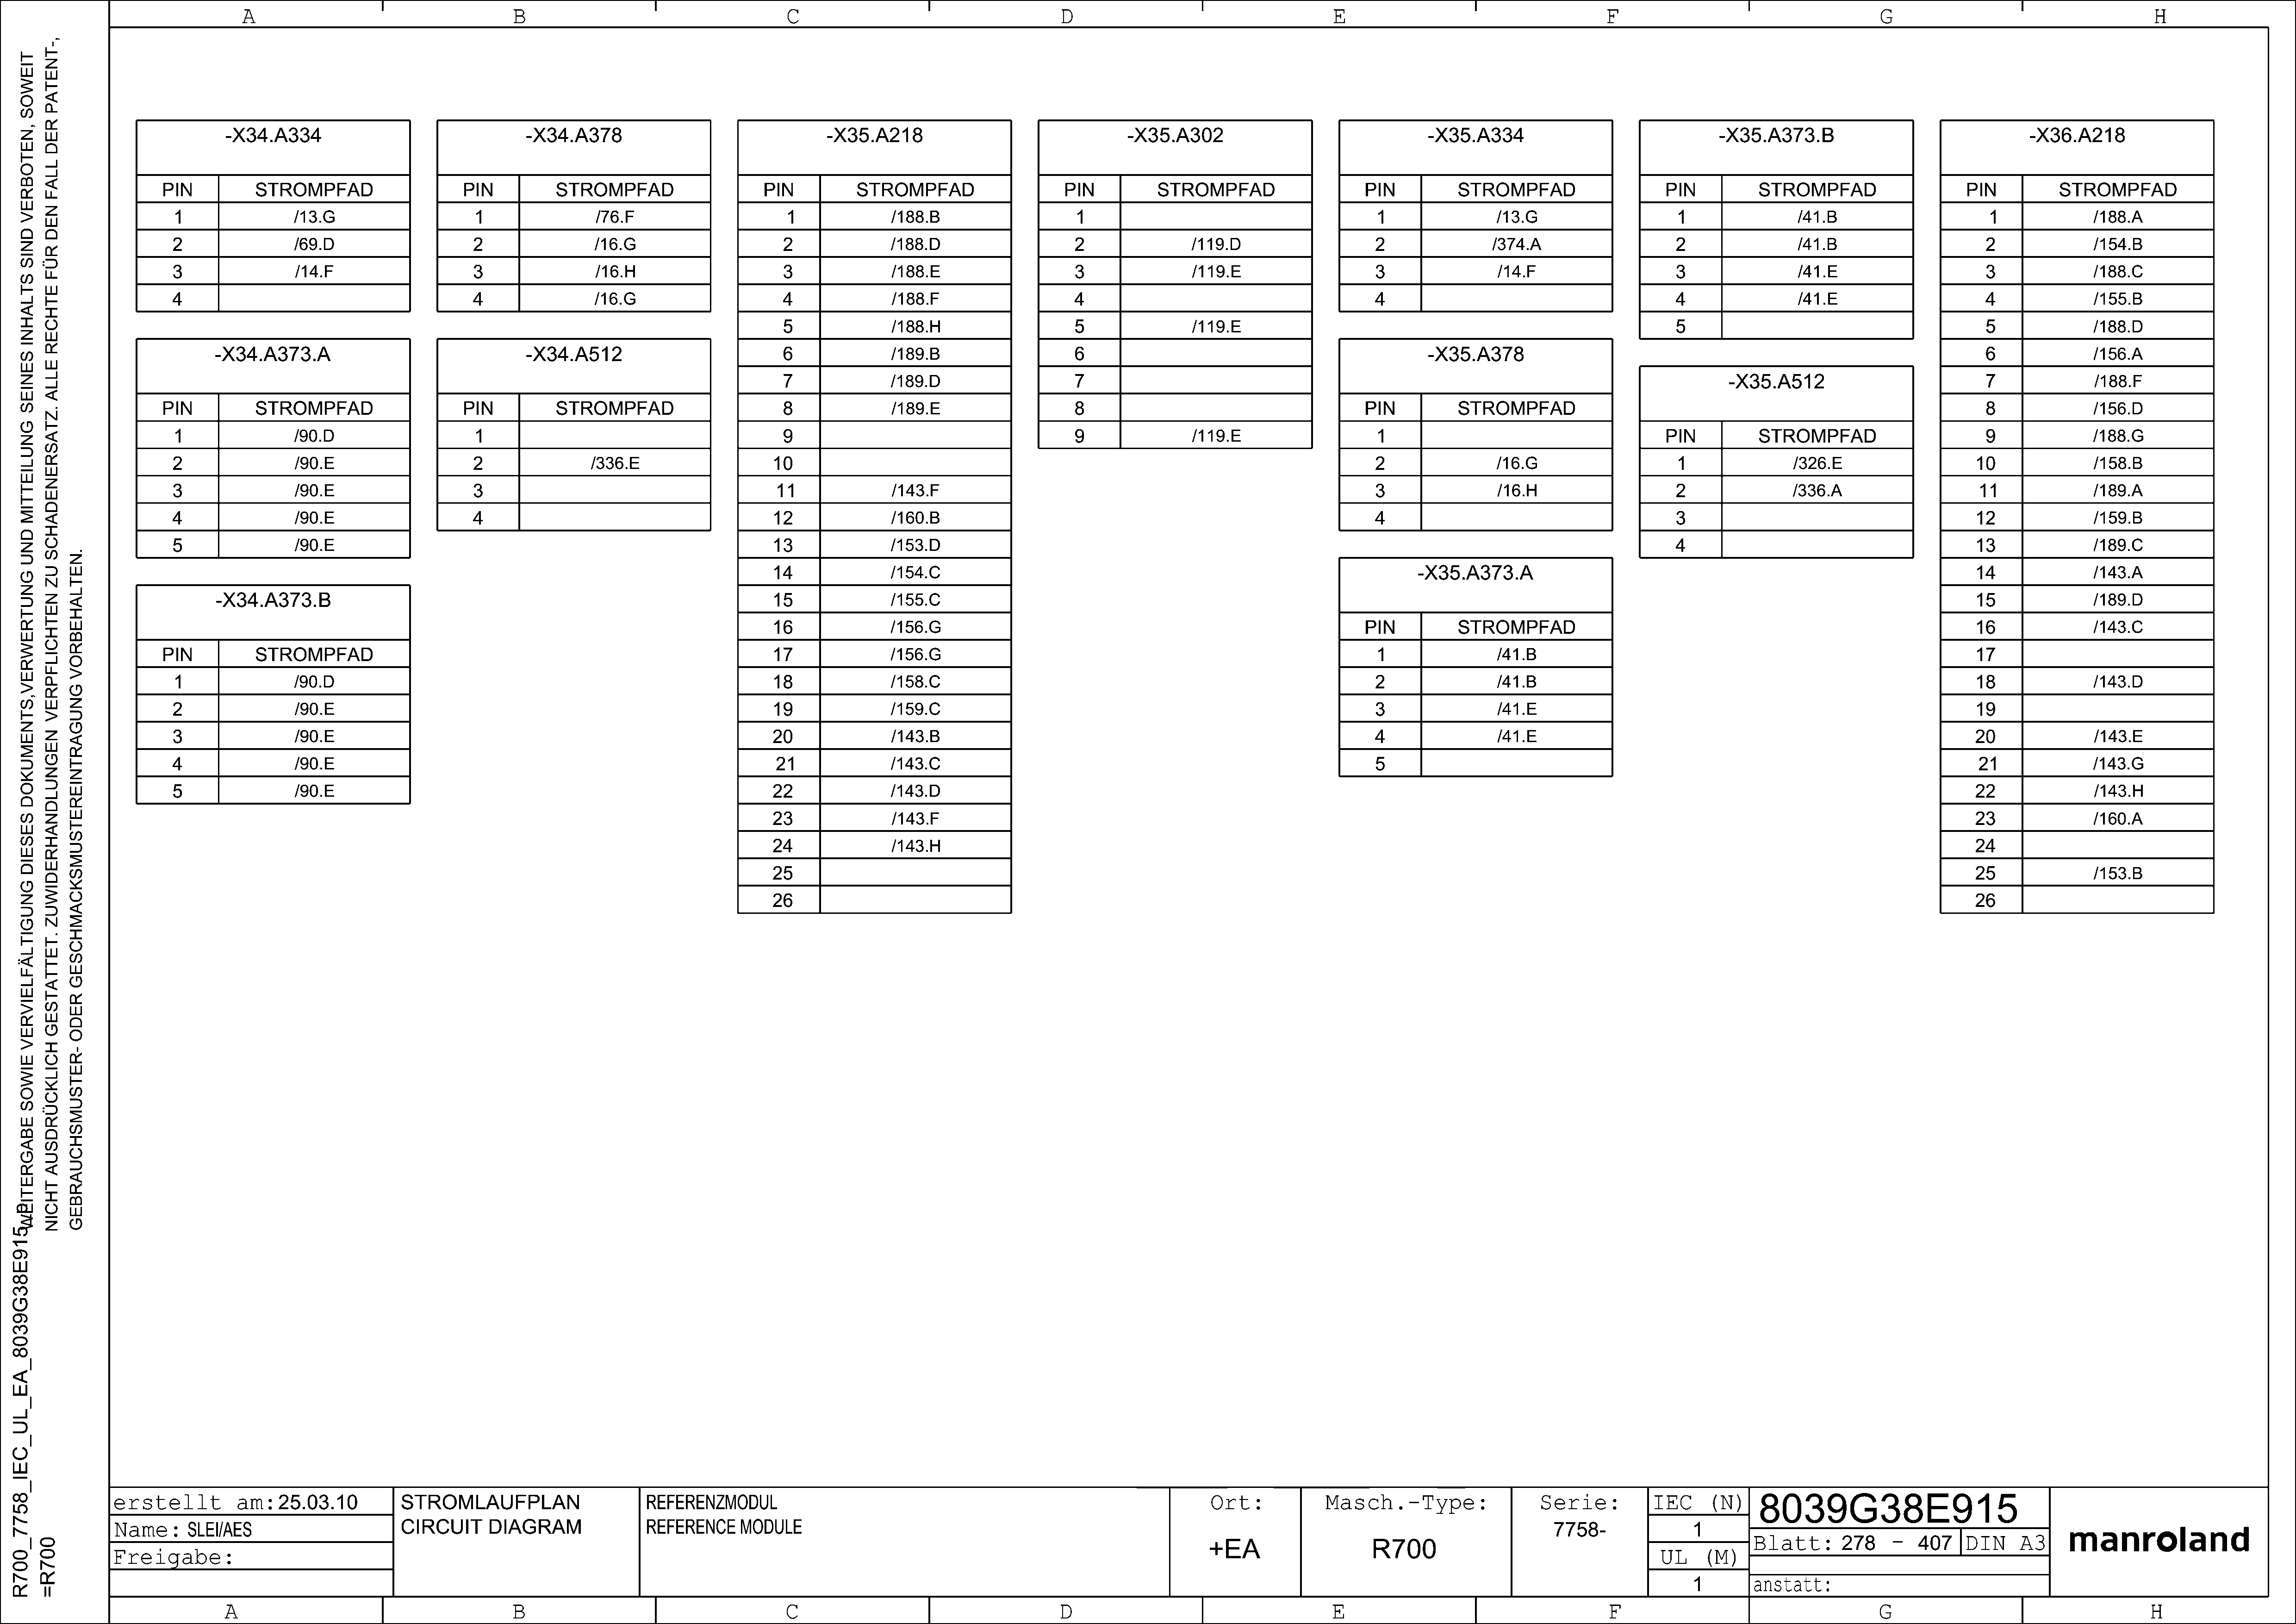 A B C D E F G H
-X34.A334
PIN STROMPFAD
1 /13.G
2 /69.D
3 /14.F
4
-X34.A373.A
PIN STROMPFAD
1 /90.D
2 /90.E
3 /90.E
4 /90.E
5 /90.E
-X34.A373.B
PIN STROMPFAD
1 /90.D
2 /90.E
3 /90.E
4 /90.E
5 /90.E
-X34.A378
PIN STROMPFAD
1 /76.F
2 /16.G
3 /16.H
4 /16.G
-X34.A512
PIN STROMPFAD
1
2 /336.E
3
4
-X35.A218
PIN STROMPFAD
1 /188.B
2 /188.D
3 /188.E
4 /188.F
5 /188.H
6 /189.B
7 /189.D
8 /189.E
9
10
11 /143.F
12 /160.B
13 /153.D
14 /154.C
15 /155.C
16 /156.G
17 /156.G
18 /158.C
19 /159.C
20 /143.B
21 /143.C
22 /143.D
23 /143.F
24 /143.H
25
26
-X35.A302
PIN STROMPFAD
1
2 /119.D
3 /119.E
4
5 /119.E
6
7
8
9 /119.E
-X35.A334
PIN STROMPFAD
1 /13.G
2 /374.A
3 /14.F
4
-X35.A378
PIN STROMPFAD
1
2 /16.G
3 /16.H
4
-X35.A373.A
PIN STROMPFAD
1 /41.B
2 /41.B
3 /41.E
4 /41.E
5
-X35.A373.B
PIN STROMPFAD
1 /41.B
2 /41.B
3 /41.E
4 /41.E
5
-X35.A512
PIN STROMPFAD
1 /326.E
2 /336.A
3
4
-X36.A218
PIN STROMPFAD
1 /188.A
2 /154.B
3 /188.C
4 /155.B
5 /188.D
6 /156.A
7 /188.F
8 /156.D
9 /188.G
10 /158.B
11 /189.A
12 /159.B
13 /189.C
14 /143.A
15 /189.D
16 /143.C
17
18 /143.D
19
20 /143.E
21 /143.G
22 /143.H
23 /160.A
24
25 /153.B
26
WEITERGABE SOWIE VERVIELFÄLTIGUNG DIESES DOKUMENTS,VERWERTUNG UND MITTEILUNG SEINES INHALTS SIND VERBOTEN, SOWEIT
NICHT AUSDRÜCKLICH GESTATTET. ZUWIDERHANDLUNGEN VERPFLICHTEN ZU SCHADENERSATZ. ALLE RECHTE FÜR DEN FALL DER PATENT-,
GEBRAUCHSMUSTER- ODER GESCHMACKSMUSTEREINTRAGUNG VORBEHALTEN.
=R700
erstellt am: 25.03.10
Name: SLEI/AES
Freigabe:
STROMLAUFPLAN
CIRCUIT DIAGRAM
REFERENZMODUL
REFERENCE MODULE
Ort:
+EA
Masch.-Type:
R700
Serie:
7758-
IEC (N)
1
UL (M)
1
8039G38E915
Blatt: 278 - 407 DIN A3
anstatt:
manroland
A B C D E F G H